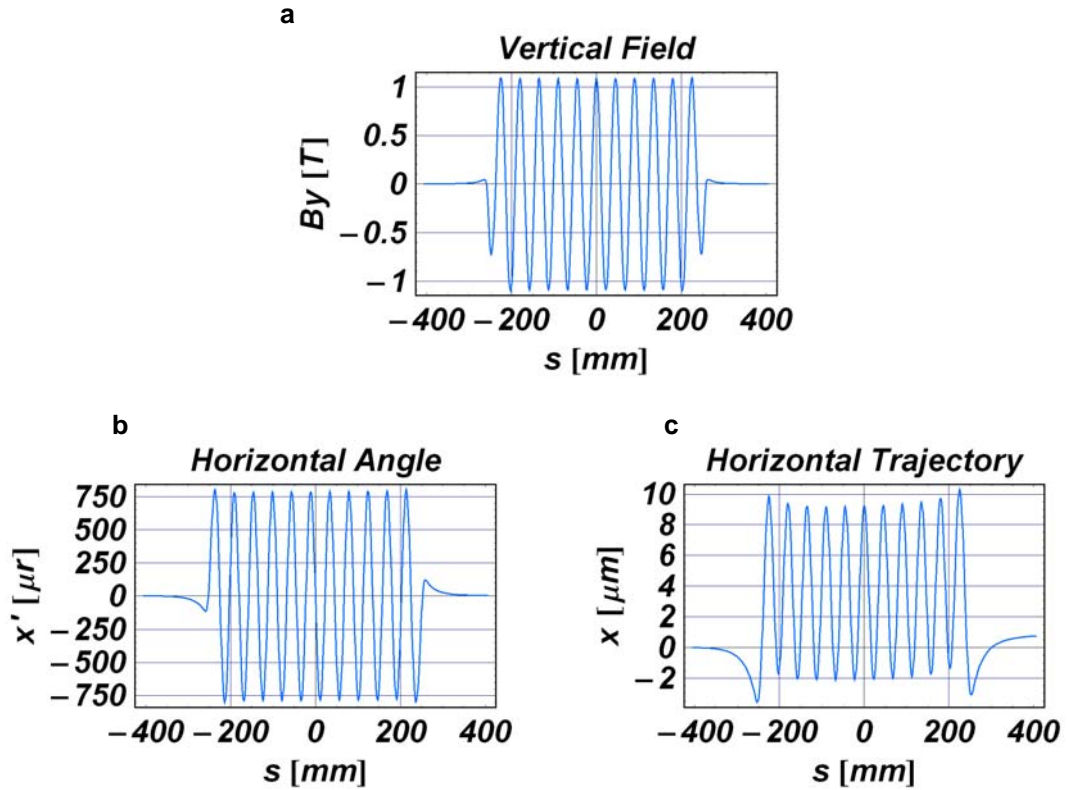 a
Vertical Field
1
0.5
0
−0.5
−1
By [T]
−400 −200 0 200 400
s [mm]
b
Horizontal Angle
750
500
250
0
−250
−500
−750
x' [μr]
−400 −200 0 200 400
s [mm]
c
Horizontal Trajectory
10
8
6
4
2
0
−2
x [μm]
−400 −200 0 200 400
s [mm]